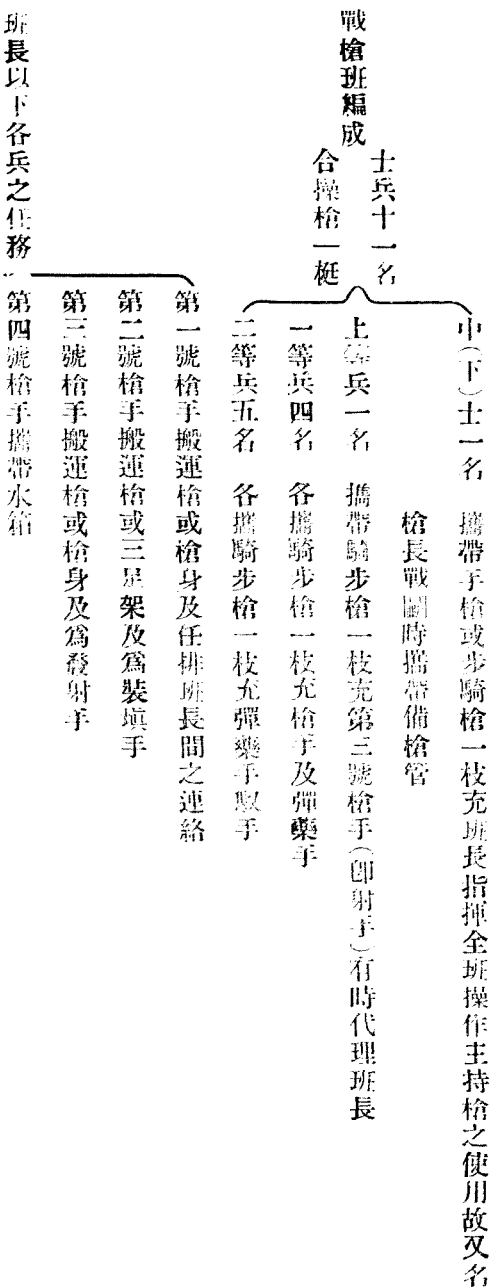 戰槍班編成
士兵十一名
合操槍一梃
中(下)士一名　攜帶手槍或步騎槍一枝充班長指揮全班操作主持槍之使用故又名
槍長戰鬭時攜帶備槍管
上等兵一名　攜帶騎步槍一枝充第三號槍手(卽射手)有時代理班長
一等兵四名　各攜騎步槍一枝充槍手及彈藥手
二等兵五名　各攜騎步槍一枝充彈藥手馭手
班長以下各兵之任務
第一號槍手搬運槍或槍身及任排班長間之連絡
第二號槍手搬運槍或三足架及爲裝塡手
第三號槍手搬運槍或槍身及爲發射手
第四號槍手攜帶水箱